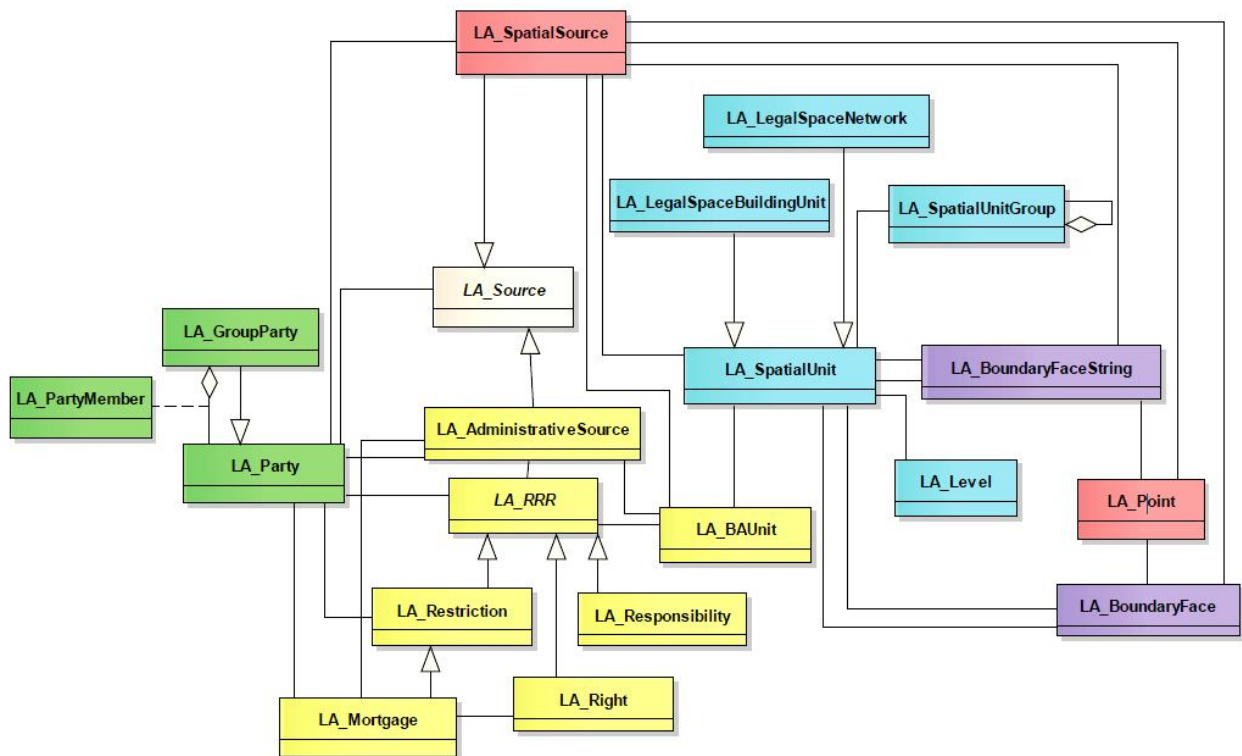 LA_SpatialSource
LA_LegalSpaceNetwork
LA_LegalSpaceBuildingUnit
LA_SpatialUnitGroup
LA_Source
LA_GroupParty
LA_SpatialUnit
LA_BoundaryFaceString
LA_PartyMember
LA_AdministrativeSource
LA_Party
LA_Level
LA_RRR
LA_Point
LA_BAUnit
LA_Restriction
LA_Responsibility
LA_BoundaryFace
LA_Right
LA_Mortgage